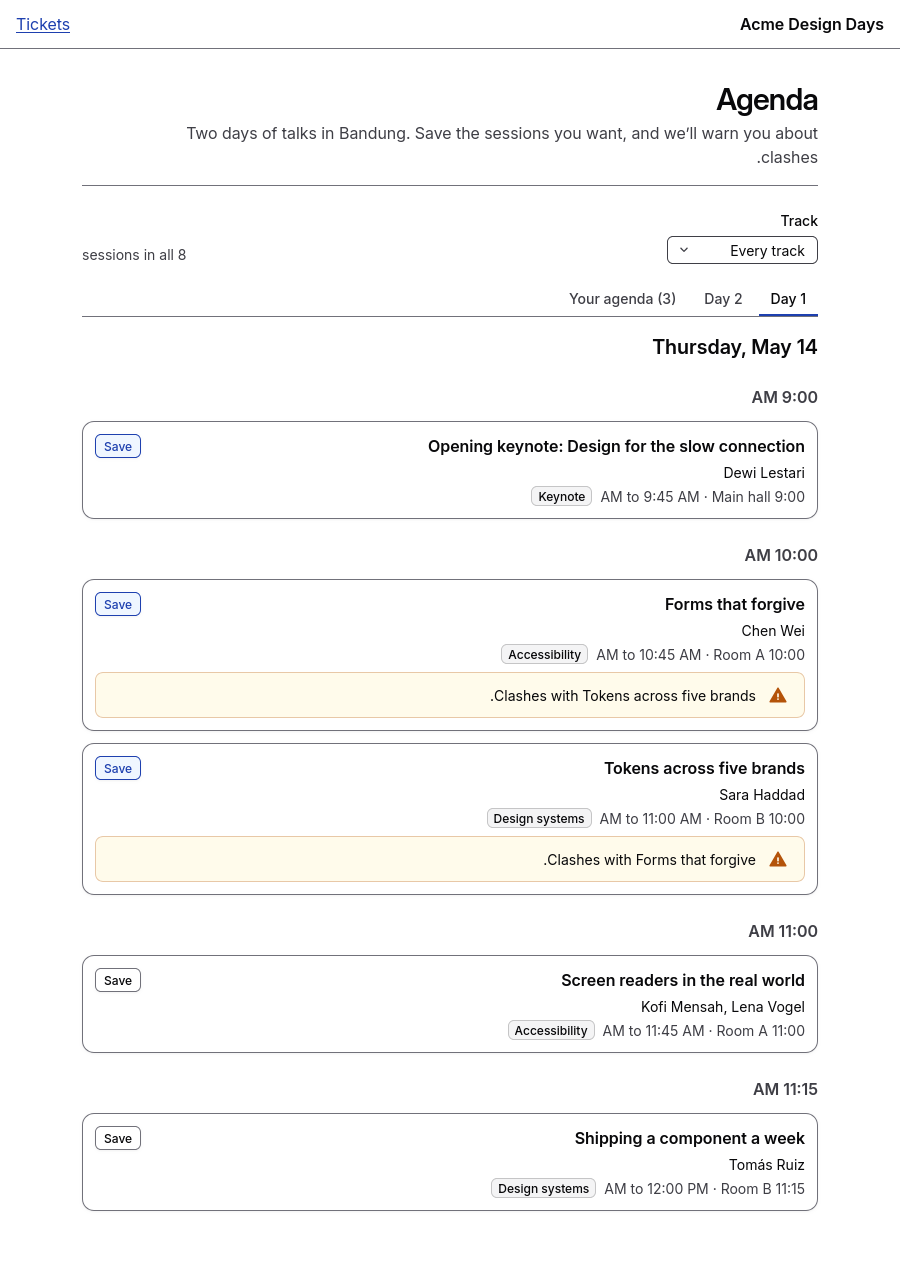 Acme Design Days
Tickets
Agenda
Two days of talks in Bandung. Save the sessions you want, and we’ll warn you about
.clashes
Track
Every track
sessions in all 8
Day 1
Day 2
Your agenda (3)
Thursday, May 14
AM 9:00
Opening keynote: Design for the slow connection
Save
Dewi Lestari
AM to 9:45 AM · Main hall 9:00
Keynote
AM 10:00
Forms that forgive
Save
Chen Wei
AM to 10:45 AM · Room A 10:00
Accessibility
.Clashes with Tokens across five brands
Tokens across five brands
Save
Sara Haddad
AM to 11:00 AM · Room B 10:00
Design systems
.Clashes with Forms that forgive
AM 11:00
Screen readers in the real world
Save
Kofi Mensah, Lena Vogel
AM to 11:45 AM · Room A 11:00
Accessibility
AM 11:15
Shipping a component a week
Save
Tomás Ruiz
AM to 12:00 PM · Room B 11:15
Design systems